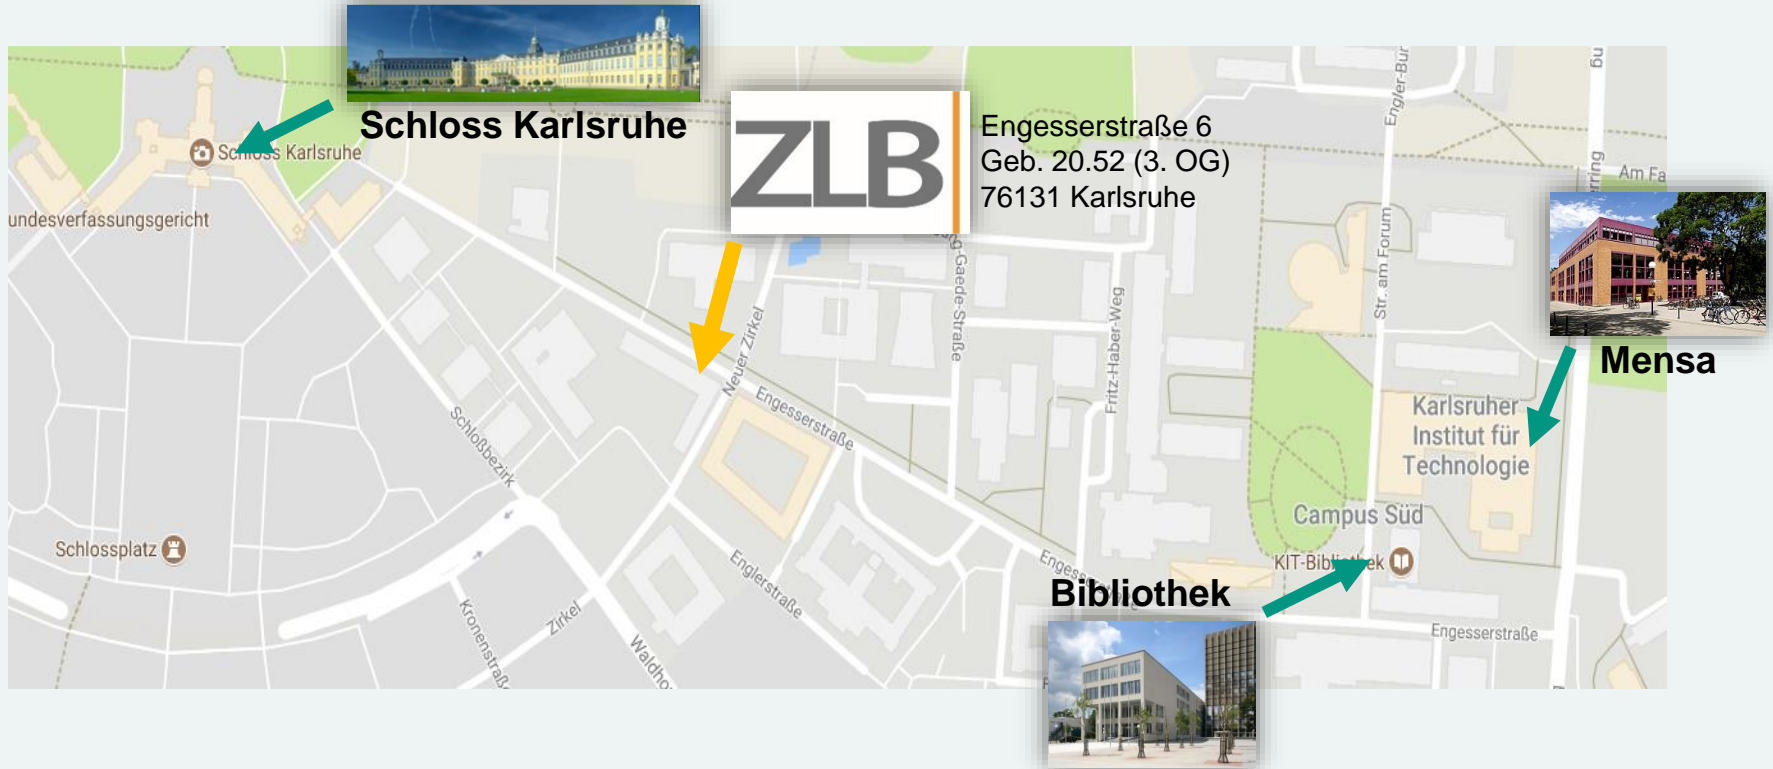 Schloss Karlsruhe
ZLB
Engesserstraße 6
Geb. 20.52 (3. OG)
76131 Karlsruhe
Schloss Karlsruhe
undesverfassungsgericht
Am Fa
Str. am Forum
Fritz-Haber-Weg
Neuer Zirkel
Engesserstraße
Mensa
Karlsruher
Institut für
Technologie
Schloßbezirk
Campus Süd
Schlossplatz
KIT-Bibliothek
Bibliothek
Englerstraße
Zirkel
Kronenstraße
Engesserstraße